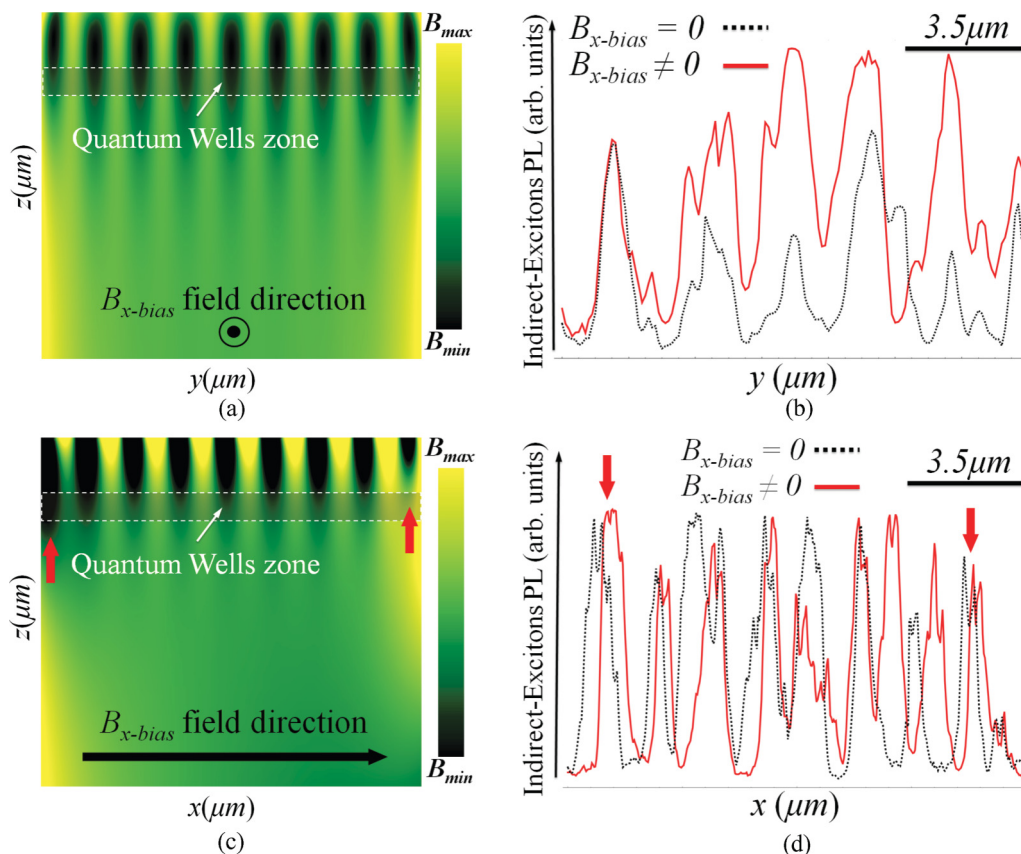 B_max
Quantum Wells zone
z(μm)
B_x-bias field direction
B_min
y(μm)
(a)
Indirect-Excitons PL (arb. units)
B_x-bias = 0
B_x-bias ≠ 0
3.5μm
y (μm)
(b)
B_max
Quantum Wells zone
z(μm)
B_x-bias field direction
B_min
x(μm)
(c)
Indirect-Excitons PL (arb. units)
B_x-bias = 0
B_x-bias ≠ 0
3.5μm
x (μm)
(d)